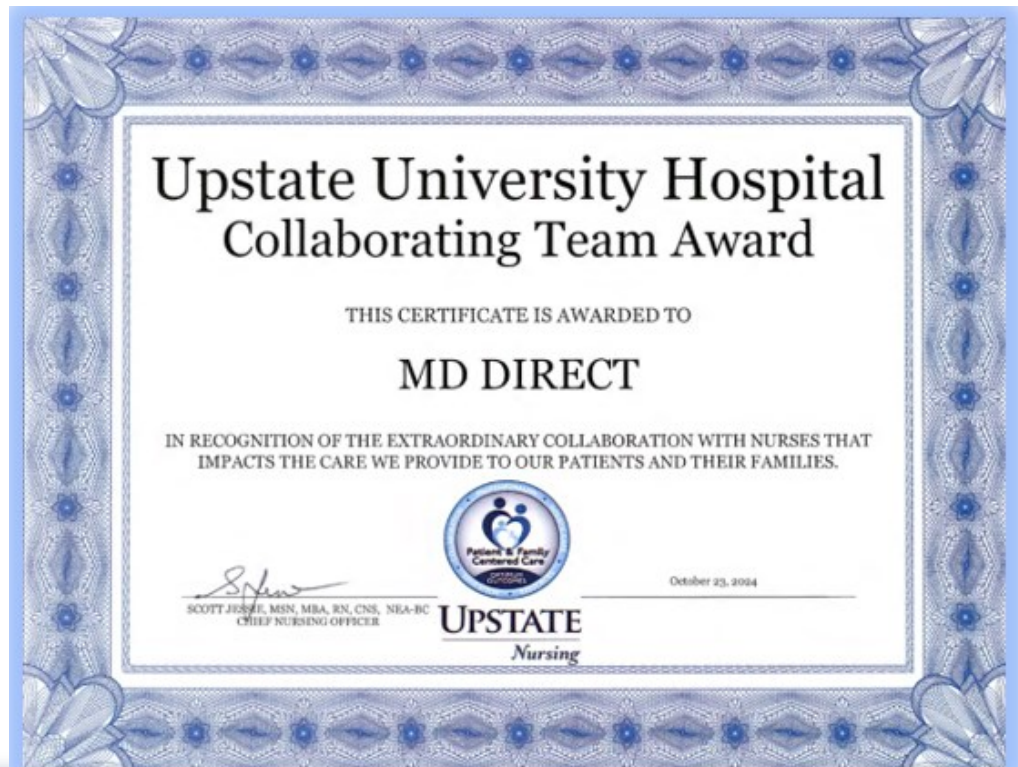 Upstate University Hospital
Collaborating Team Award
THIS CERTIFICATE IS AWARDED TO
MD DIRECT
IN RECOGNITION OF THE EXTRAORDINARY COLLABORATION WITH NURSES THAT
IMPACTS THE CARE WE PROVIDE TO OUR PATIENTS AND THEIR FAMILIES.
Patient & Family
Centered Care
OPTIMUM
OUTCOMES
October 23, 2024
SCOTT JESSIE, MSN, MBA, RN, CNS, NEA-BC
CHIEF NURSING OFFICER
UPSTATE
Nursing